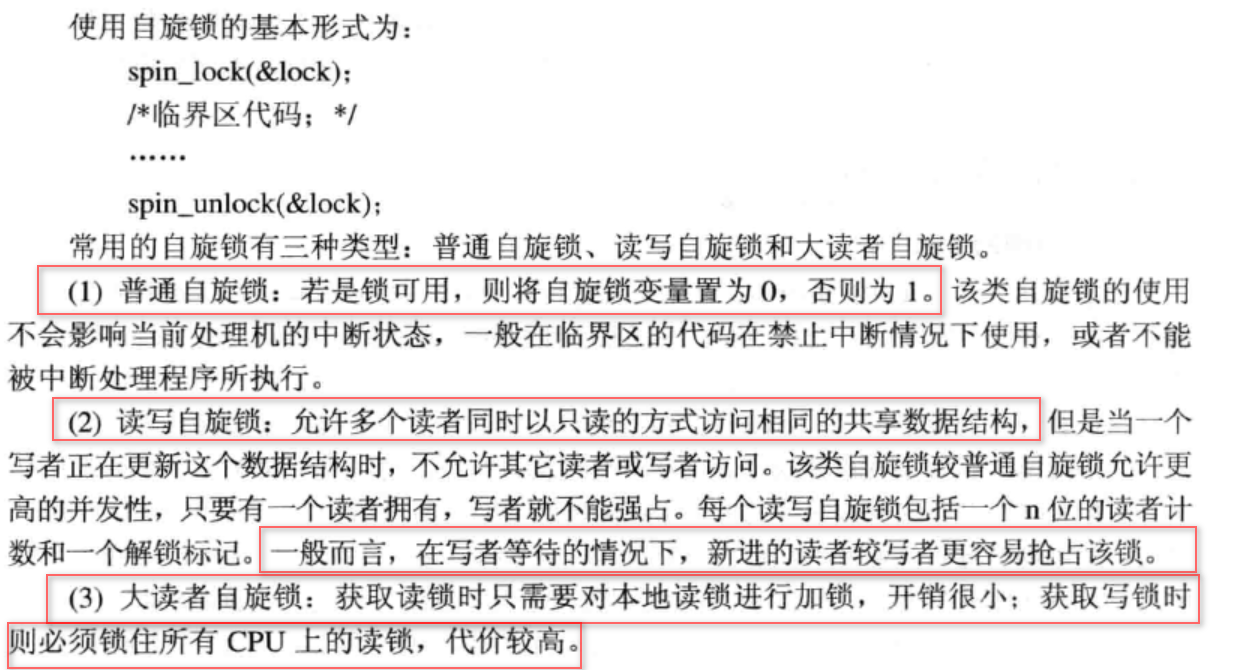 使用自旋锁的基本形式为：
spin_lock(&lock);
/*临界区代码；*/
……
spin_unlock(&lock);
常用的自旋锁有三种类型：普通自旋锁、读写自旋锁和大读者自旋锁。
(1) 普通自旋锁：若是锁可用，则将自旋锁变量置为 0，否则为 1。该类自旋锁的使用
不会影响当前处理机的中断状态，一般在临界区的代码在禁止中断情况下使用，或者不能
被中断处理程序所执行。
(2) 读写自旋锁：允许多个读者同时以只读的方式访问相同的共享数据结构，但是当一个
写者正在更新这个数据结构时，不允许其它读者或写者访问。该类自旋锁较普通自旋锁允许更
高的并发性，只要有一个读者拥有，写者就不能强占。每个读写自旋锁包括一个 n 位的读者计
数和一个解锁标记。一般而言，在写者等待的情况下，新进的读者较写者更容易抢占该锁。
(3) 大读者自旋锁：获取读锁时只需要对本地读锁进行加锁，开销很小；获取写锁时
则必须锁住所有 CPU 上的读锁，代价较高。